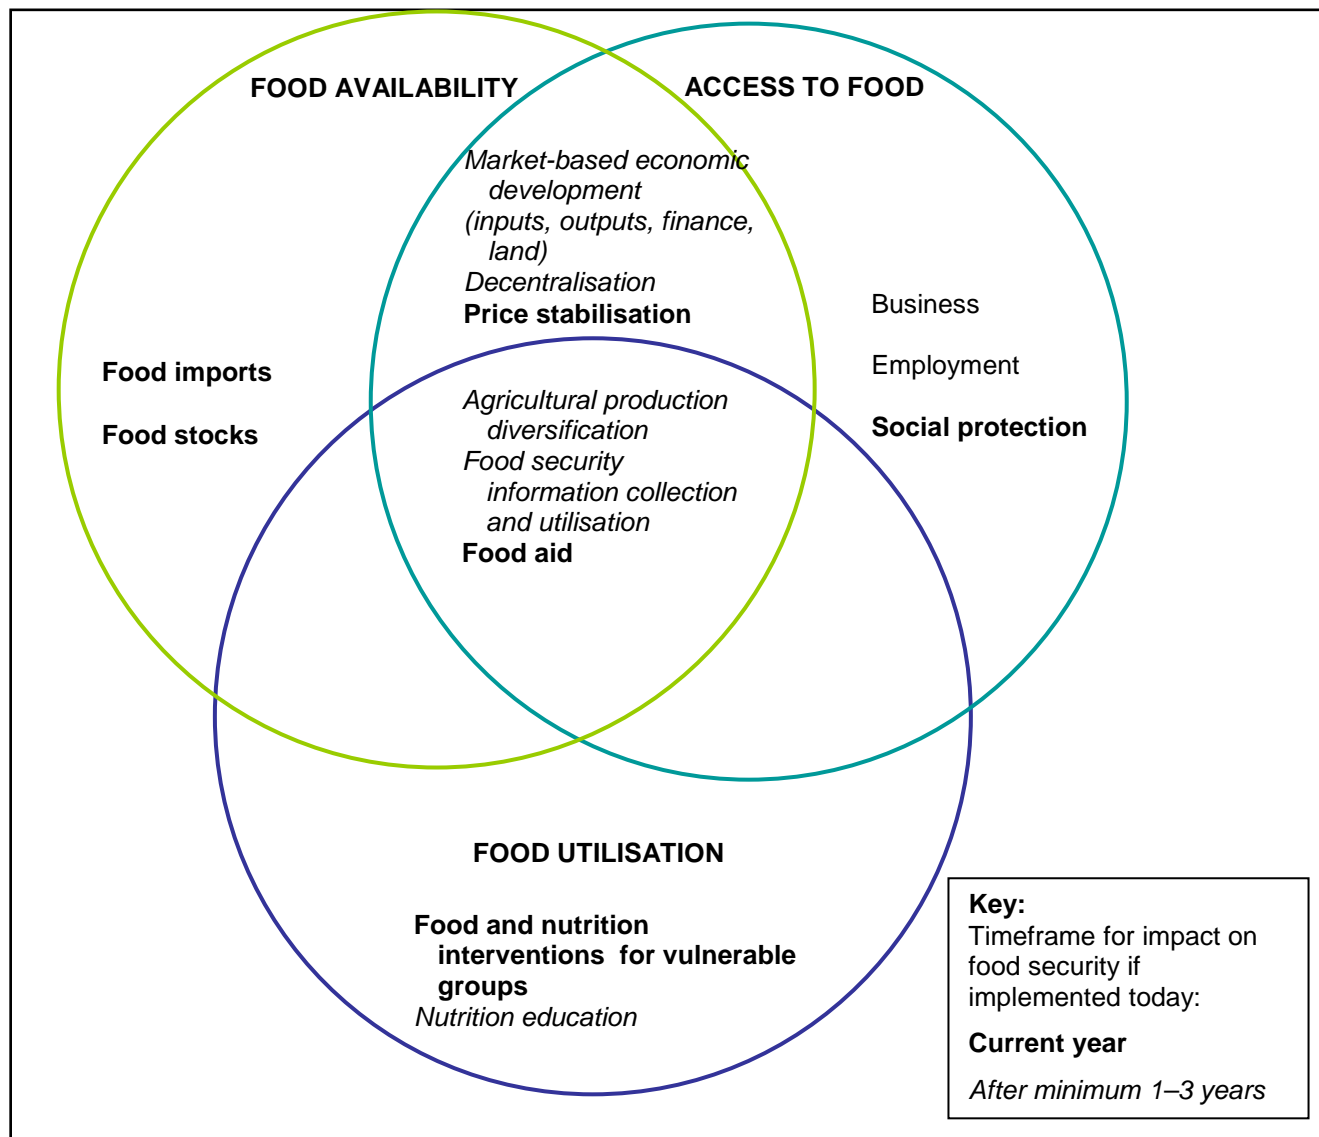 FOOD AVAILABILITY
ACCESS TO FOOD
Market-based economic
development
(inputs, outputs, finance,
land)
Decentralisation
Price stabilisation
Business
Employment
Social protection
Food imports
Food stocks
Agricultural production
diversification
Food security
information collection
and utilisation
Food aid
FOOD UTILISATION
Food and nutrition
interventions for vulnerable
groups
Nutrition education
Key:
Timeframe for impact on
food security if
implemented today:
Current year
After minimum 1–3 years